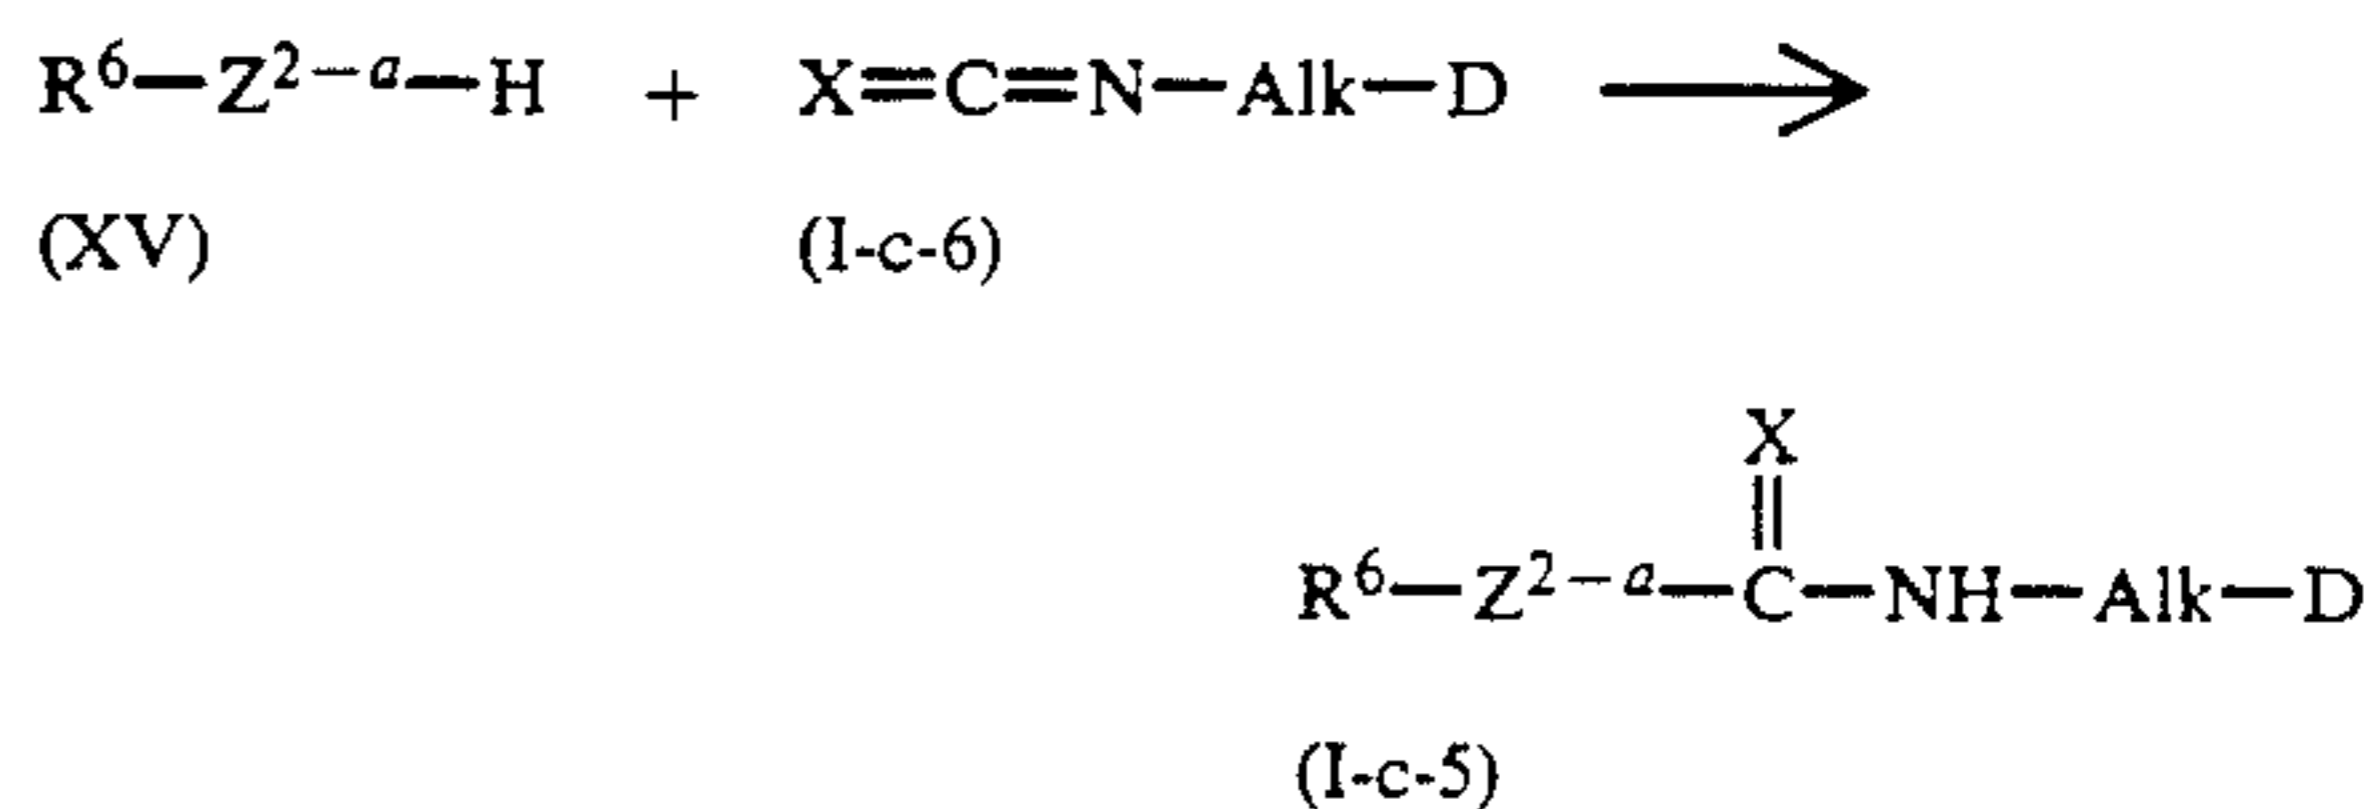 R⁶—Z²⁻ᵃ—H + X=C=N—Alk—D ⟶
(XV) (I-c-6)
X
||
R⁶—Z²⁻ᵃ—C—NH—Alk—D
(I-c-5)